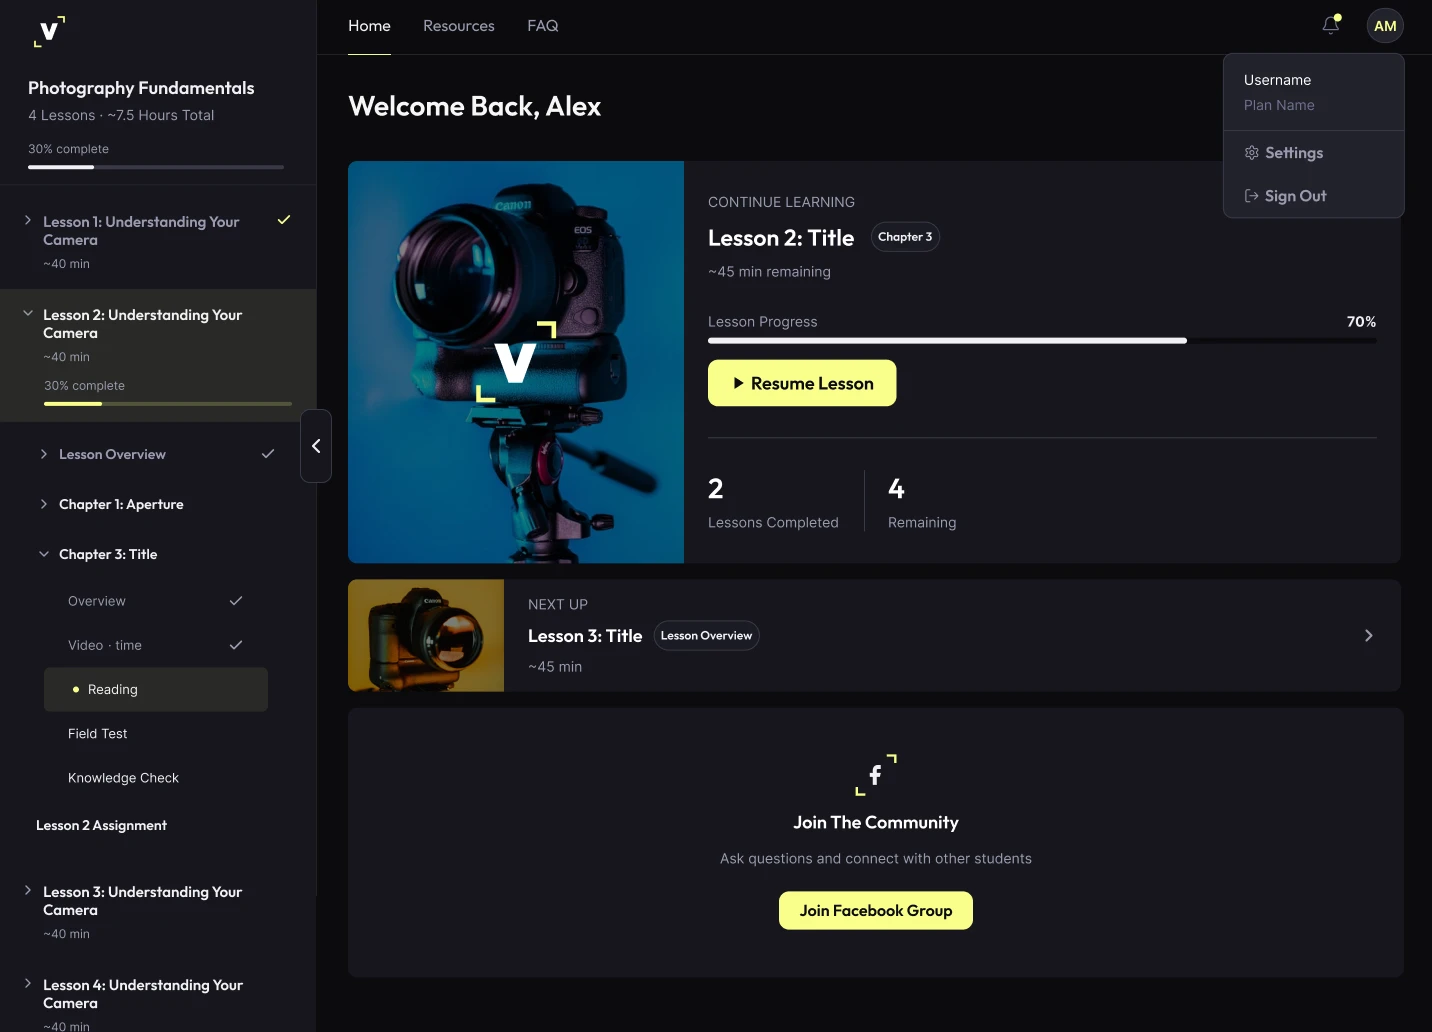 V
Photography Fundamentals
4 Lessons · ~7.5 Hours Total
30% complete
Lesson 1: Understanding Your
Camera
~40 min
Lesson 2: Understanding Your
Camera
~40 min
30% complete
Lesson Overview
Chapter 1: Aperture
Chapter 3: Title
Overview
Video · time
Reading
Field Test
Knowledge Check
Lesson 2 Assignment
Lesson 3: Understanding Your
Camera
~40 min
Lesson 4: Understanding Your
Camera
~40 min
Home
Resources
FAQ
AM
Username
Plan Name
Settings
Sign Out
Welcome Back, Alex
Canon
EOS
V
CONTINUE LEARNING
Lesson 2: Title
Chapter 3
~45 min remaining
Lesson Progress
70%
Resume Lesson
2
Lessons Completed
4
Remaining
Canon
NEXT UP
Lesson 3: Title
Lesson Overview
~45 min
f
Join The Community
Ask questions and connect with other students
Join Facebook Group